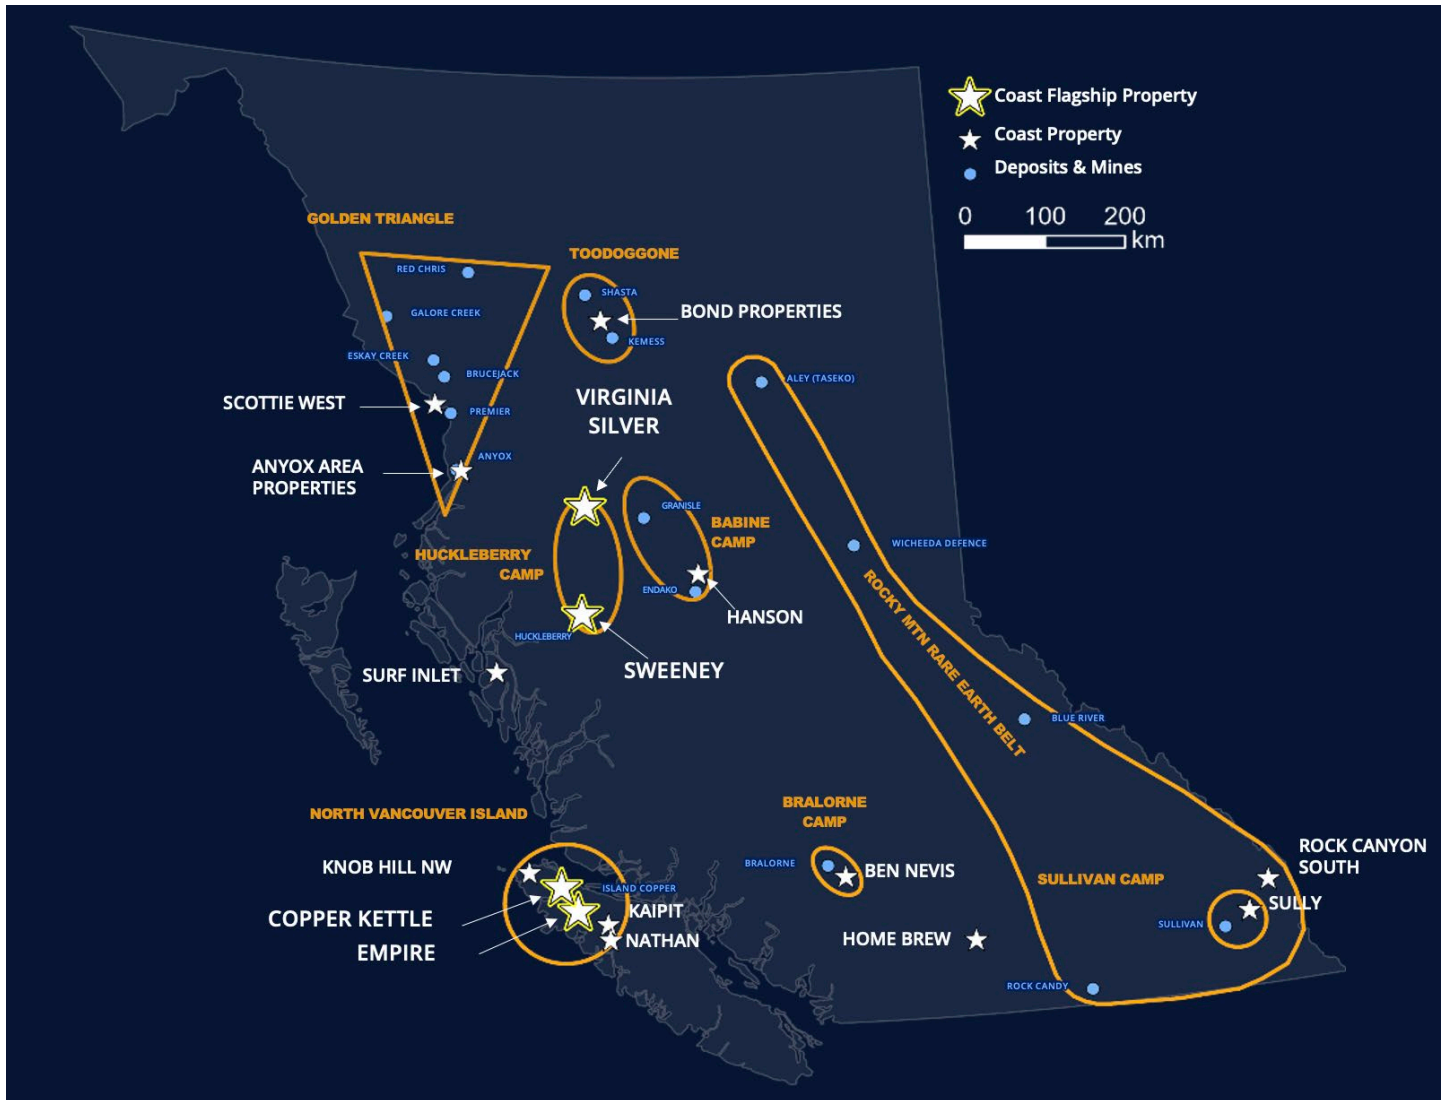 Coast Flagship Property
Coast Property
Deposits & Mines
0 100 200
km
GOLDEN TRIANGLE
TOODOGGONE
RED CHRIS
SHASTA
GALORE CREEK
BOND PROPERTIES
KEMESS
ESKAY CREEK
BRUCEJACK
ALEY (TASEKO)
SCOTTIE WEST
PREMIER
VIRGINIA
SILVER
ANYOX
ANYOX AREA
PROPERTIES
GRANISLE
BABINE
CAMP
WICHEEDA DEFENCE
HUCKLEBERRY
CAMP
ENDAKO
HANSON
ROCKY MTN RARE EARTH BELT
HUCKLEBERRY
SWEENEY
SURF INLET
BLUE RIVER
NORTH VANCOUVER ISLAND
BRALORNE
CAMP
KNOB HILL NW
BRALORNE
BEN NEVIS
ROCK CANYON
SOUTH
SULLIVAN CAMP
ISLAND COPPER
COPPER KETTLE
KAIPIT
SULLY
SULLIVAN
EMPIRE
NATHAN
HOME BREW
ROCK CANDY